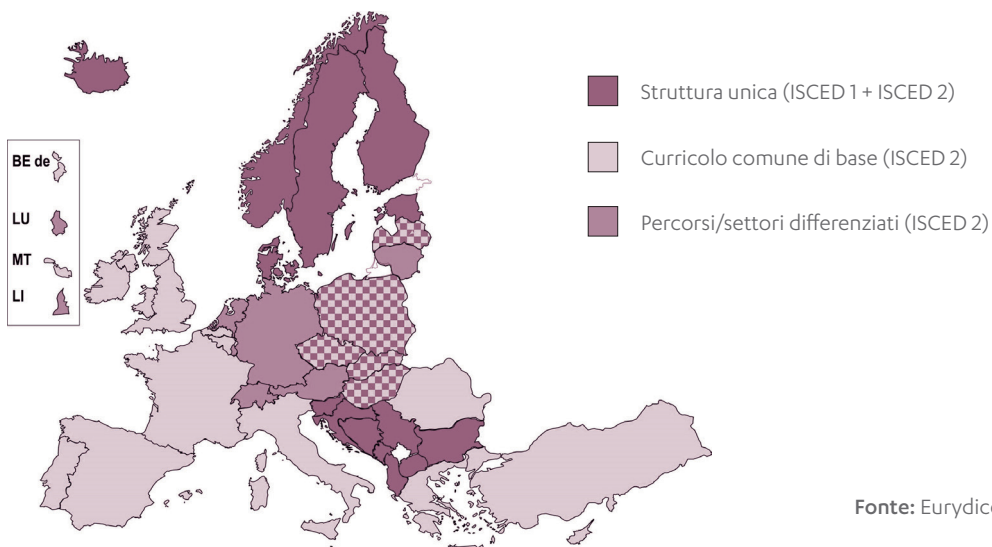 Struttura unica (ISCED 1 + ISCED 2)
Curricolo comune di base (ISCED 2)
Percorsi/settori differenziati (ISCED 2)
BE de
LU
MT
LI
Fonte: Eurydice